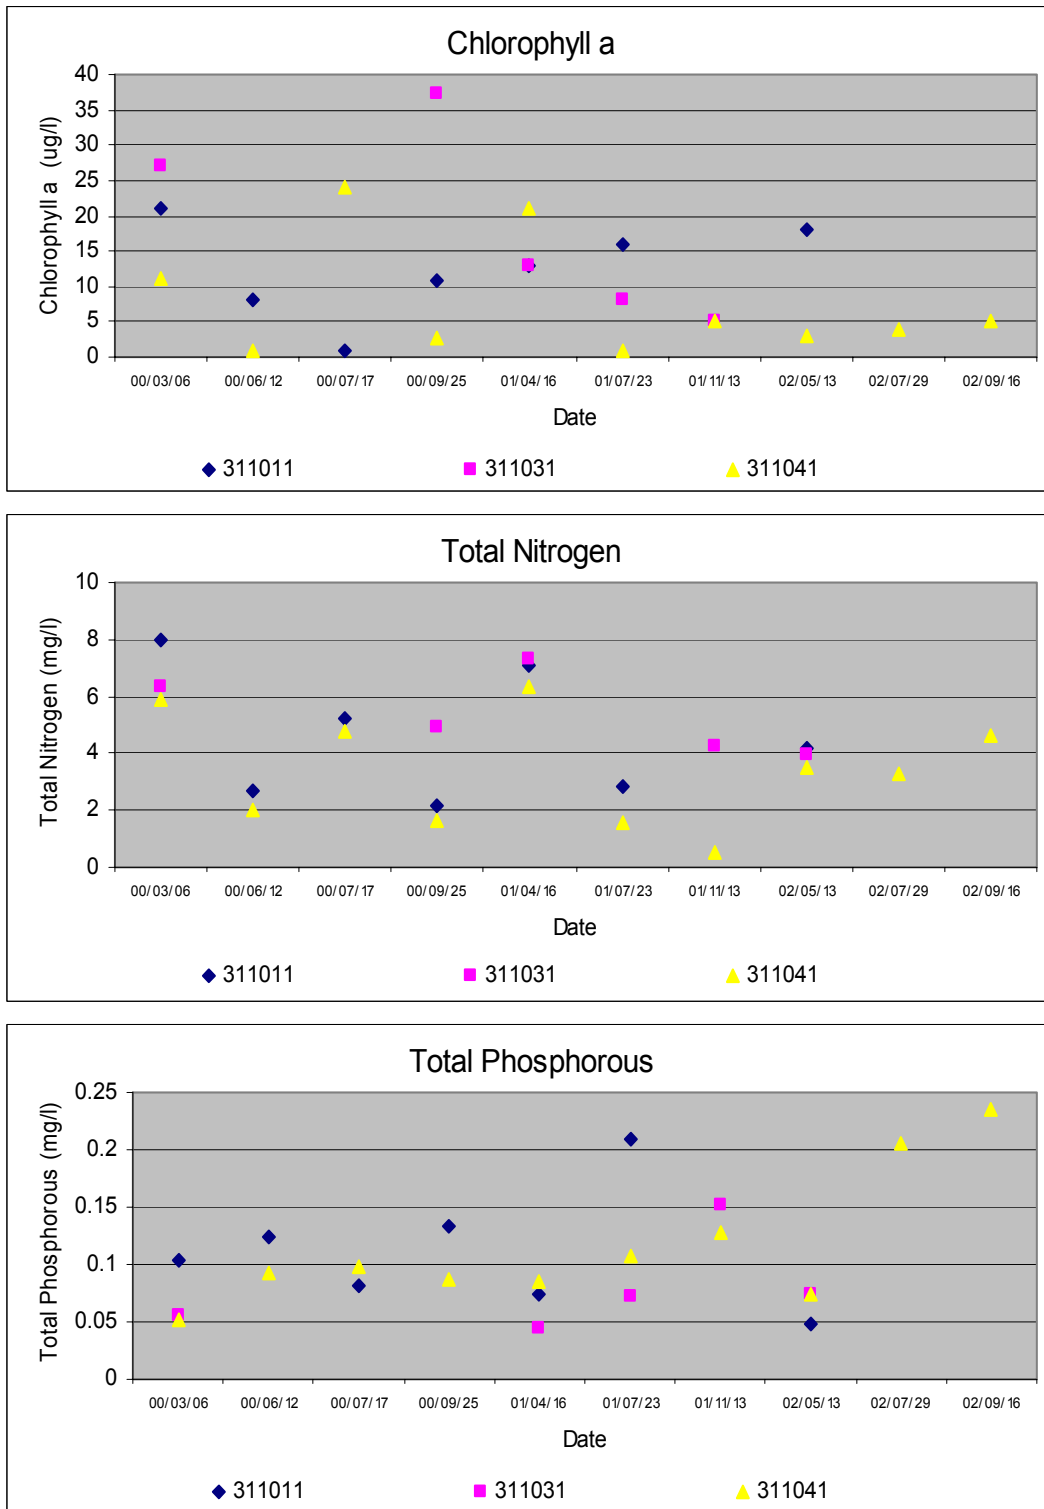 Chlorophyll a
Chlorophyll a (ug/l)
40
35
30
25
20
15
10
5
0
00/03/06 00/06/12 00/07/17 00/09/25 01/04/16 01/07/23 01/11/13 02/05/13 02/07/29 02/09/16
Date
311011 311031 311041
Total Nitrogen
Total Nitrogen (mg/l)
10
8
6
4
2
0
00/03/06 00/06/12 00/07/17 00/09/25 01/04/16 01/07/23 01/11/13 02/05/13 02/07/29 02/09/16
Date
311011 311031 311041
Total Phosphorous
Total Phosphorous (mg/l)
0.25
0.2
0.15
0.1
0.05
0
00/03/06 00/06/12 00/07/17 00/09/25 01/04/16 01/07/23 01/11/13 02/05/13 02/07/29 02/09/16
Date
311011 311031 311041